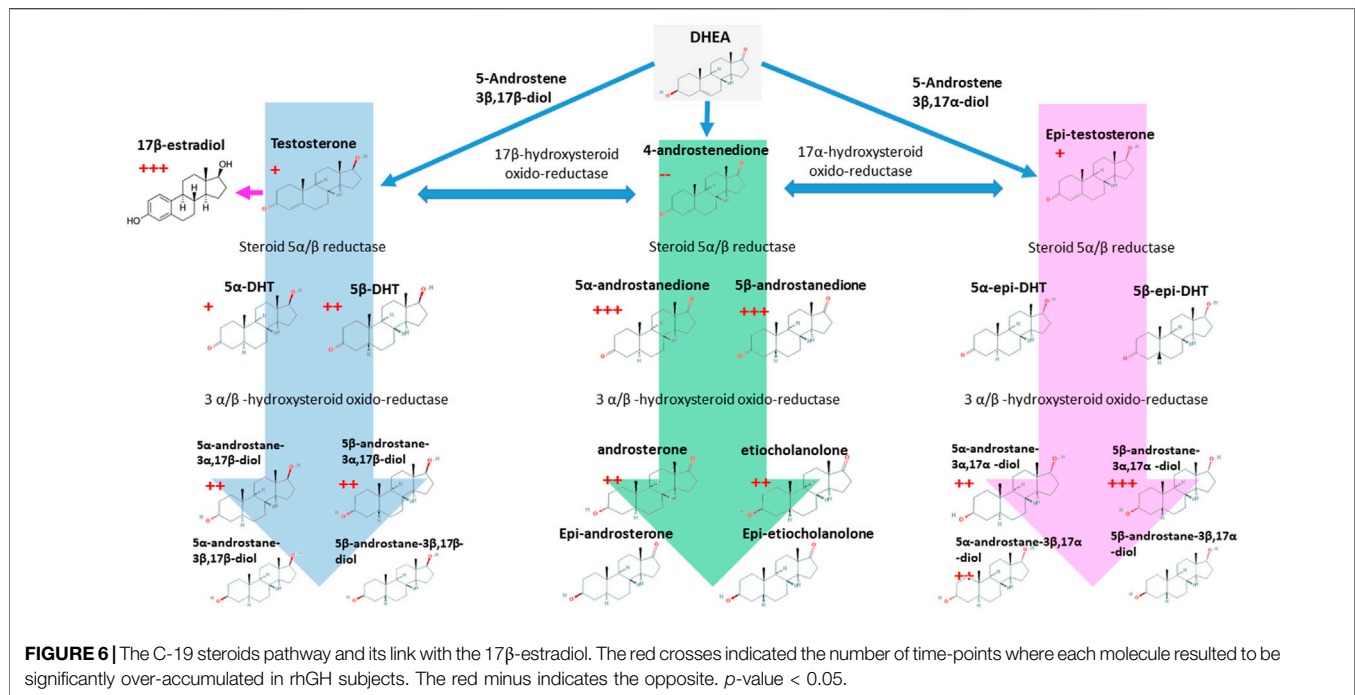 DHEA
5-Androstene
3β,17β-diol
5-Androstene
3β,17α-diol
17β-estradiol
+++
OH
HO
Testosterone
+
17β-hydroxysteroid
oxido-reductase
4-androstenedione
--
17α-hydroxysteroid
oxido-reductase
Epi-testosterone
+
Steroid 5α/β reductase
Steroid 5α/β reductase
Steroid 5α/β reductase
5α-DHT
+
5β-DHT
++
5α-androstanedione
+++
5β-androstanedione
+++
5α-epi-DHT
5β-epi-DHT
3 α/β -hydroxysteroid oxido-reductase
3 α/β -hydroxysteroid oxido-reductase
3 α/β -hydroxysteroid oxido-reductase
5α-androstane-
3α,17β-diol
++
5β-androstane-
3α,17β-diol
++
androsterone
++
etiocholanolone
++
5α-androstane-
3α,17α -diol
++
5β-androstane-
3α,17α -diol
+++
5α-androstane-
3β,17β-diol
5β-androstane-3β,17β-
diol
Epi-androsterone
Epi-etiocholanolone
5α-androstane-3β,17α
-diol
++
5β-androstane-3β,17α
-diol
FIGURE 6 | The C-19 steroids pathway and its link with the 17β-estradiol. The red crosses indicated the number of time-points where each molecule resulted to be
significantly over-accumulated in rhGH subjects. The red minus indicates the opposite. p-value < 0.05.